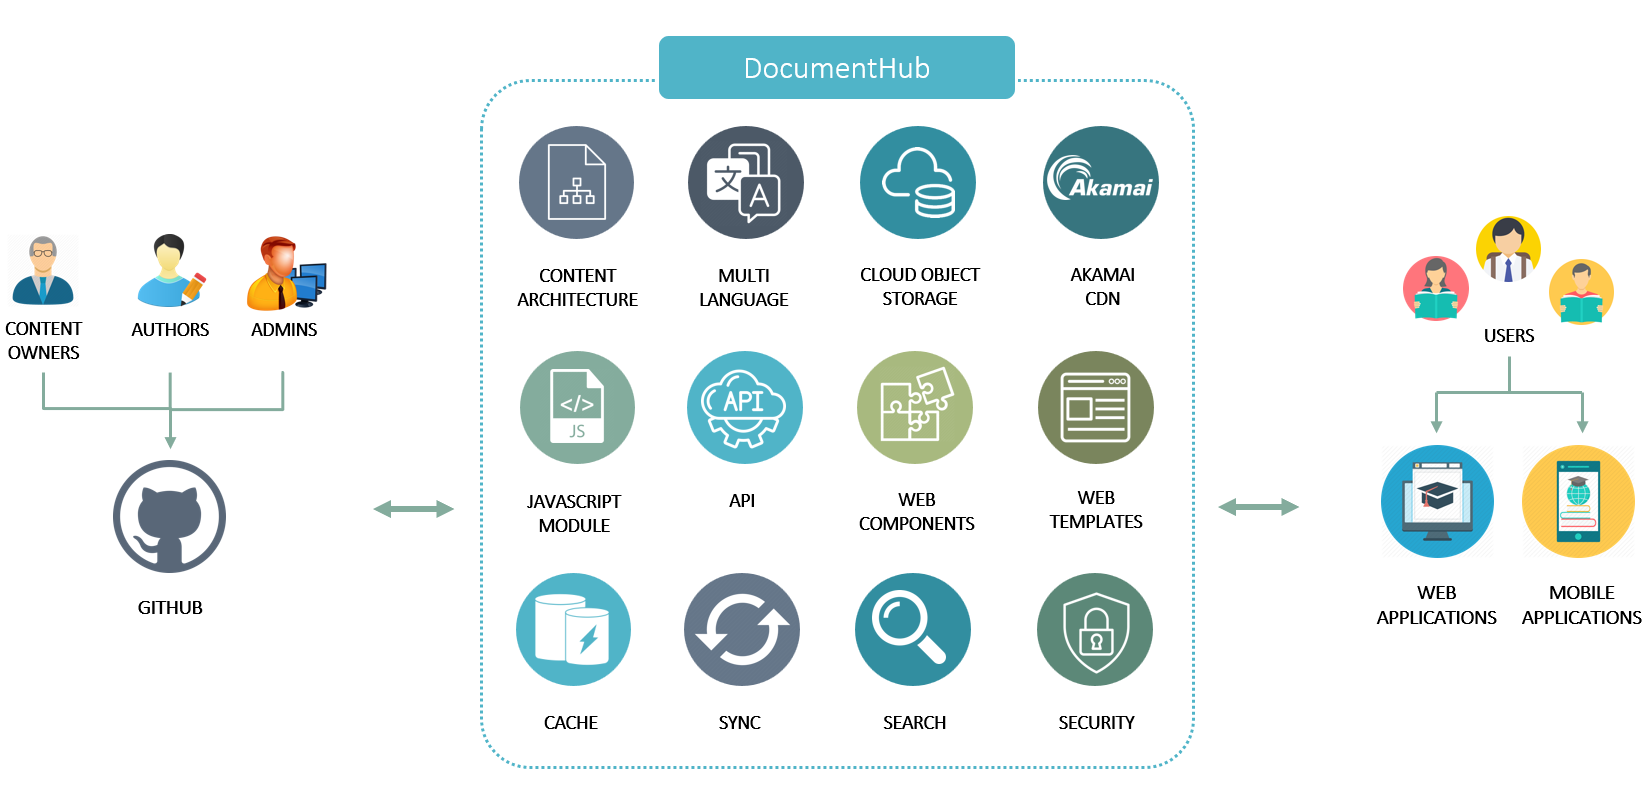 DocumentHub
文
A
Akamai
CONTENT
ARCHITECTURE
MULTI
LANGUAGE
CLOUD OBJECT
STORAGE
AKAMAI
CDN
CONTENT
OWNERS
AUTHORS
ADMINS
USERS
</>
JS
API
JAVASCRIPT
MODULE
API
WEB
COMPONENTS
WEB
TEMPLATES
GITHUB
WEB
APPLICATIONS
MOBILE
APPLICATIONS
CACHE
SYNC
SEARCH
SECURITY